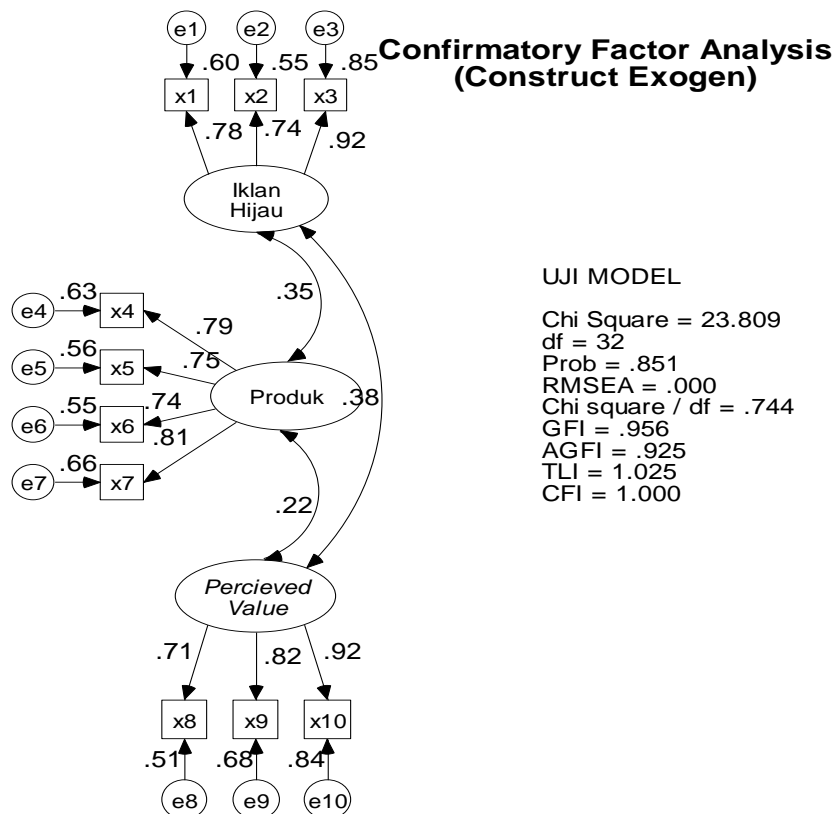 Confirmatory Factor Analysis
(Construct Exogen)
e1 e2 e3
.60 .55 .85
x1 x2 x3
.78 .74 .92
Iklan
Hijau
.35
e4 .63 x4
.79
e5 .56 x5
.75
e6 .55 x6
.74
e7 .66 x7
.81
Produk
.38
.22
Percieved
Value
.71 .82 .92
x8 x9 x10
.51 .68 .84
e8 e9 e10
UJI MODEL
Chi Square = 23.809
df = 32
Prob = .851
RMSEA = .000
Chi square / df = .744
GFI = .956
AGFI = .925
TLI = 1.025
CFI = 1.000